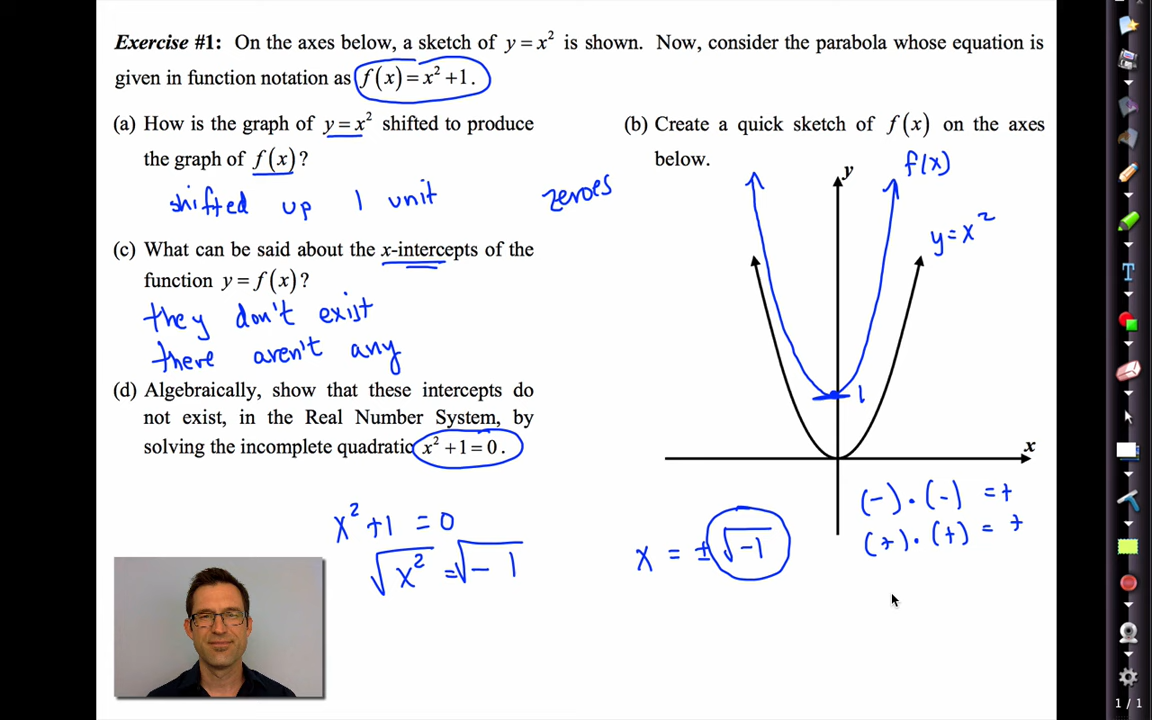 Exercise #1: On the axes below, a sketch of y = x² is shown. Now, consider the parabola whose equation is
given in function notation as f(x) = x² + 1.
(a) How is the graph of y = x² shifted to produce
the graph of f(x)?
shifted up 1 unit
zeroes
(c) What can be said about the x-intercepts of the
function y = f(x)?
they don't exist
there aren't any
(d) Algebraically, show that these intercepts do
not exist, in the Real Number System, by
solving the incomplete quadratic x² + 1 = 0.
x² + 1 = 0
√x² = √-1
(b) Create a quick sketch of f(x) on the axes
below.
y
f(x)
y = x²
1
x
x = ±√-1
(-)·(-) = +
(+)·(+) = +
T
1 / 1